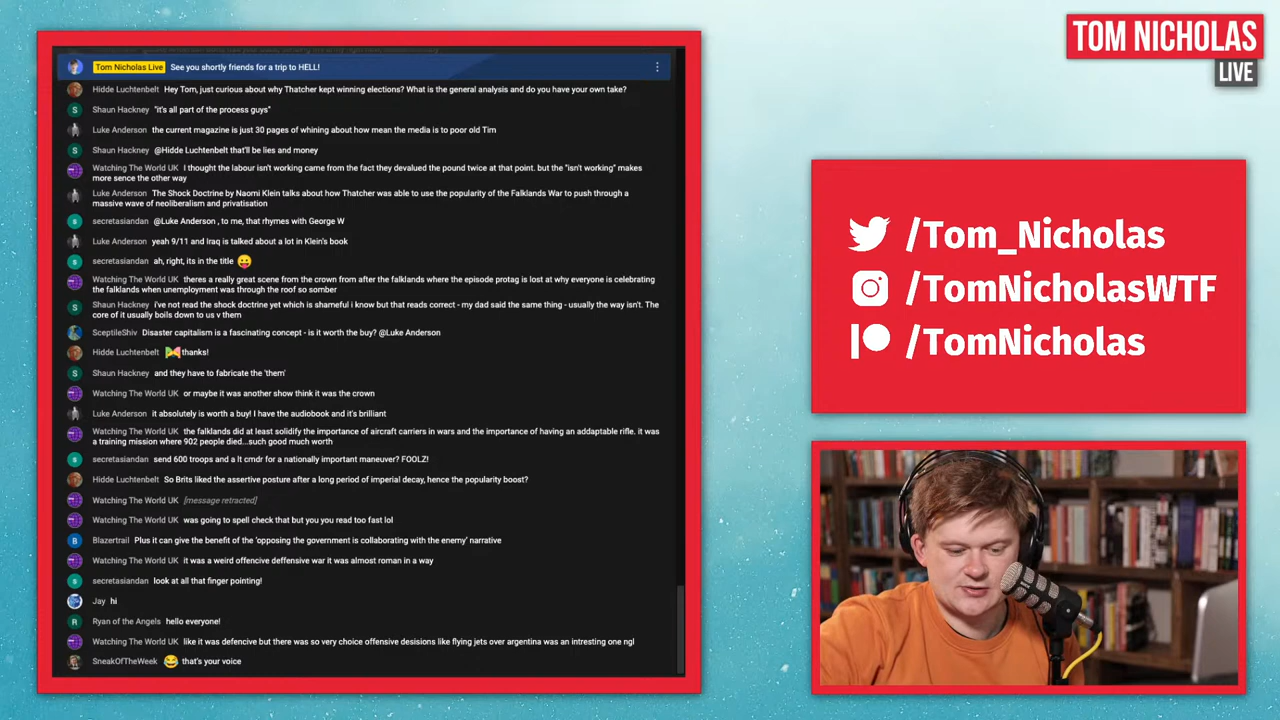 TOM NICHOLAS
LIVE
Tom Nicholas Live See you shortly friends for a trip to HELL!
Hidde Luchtenbelt Hey Tom, just curious about why Thatcher kept winning elections? What is the general analysis and do you have your own take?
S Shaun Hackney "it's all part of the process guys"
Luke Anderson the current magazine is just 30 pages of whining about how mean the media is to poor old Tim
S Shaun Hackney @Hidde Luchtenbelt that'll be lies and money
Watching The World UK I thought the labour isn't working came from the fact they devalued the pound twice at that point. but the "isn't working" makes
more sence the other way
Luke Anderson The Shock Doctrine by Naomi Klein talks about how Thatcher was able to use the popularity of the Falklands War to push through a
massive wave of neoliberalism and privatisation
s secretasiandan @Luke Anderson , to me, that rhymes with George W
Luke Anderson yeah 9/11 and Iraq is talked about a lot in Klein's book
s secretasiandan ah, right, its in the title
Watching The World UK theres a really great scene from the crown from after the falklands where the episode protag is lost at why everyone is celebrating
the falklands when unemployment was through the roof so somber
S Shaun Hackney i've not read the shock doctrine yet which is shameful i know but that reads correct - my dad said the same thing - usually the way isn't. The
core of it usually boils down to us v them
SceptileShiv Disaster capitalism is a fascinating concept - is it worth the buy? @Luke Anderson
Hidde Luchtenbelt thanks!
S Shaun Hackney and they have to fabricate the 'them'
Watching The World UK or maybe it was another show think it was the crown
Luke Anderson it absolutely is worth a buy! I have the audiobook and it's brilliant
Watching The World UK the falklands did at least solidify the importance of aircraft carriers in wars and the importance of having an addaptable rifle. it was
a training mission where 902 people died...such good much worth
s secretasiandan send 600 troops and a lt cmdr for a nationally important maneuver? FOOLZ!
Hidde Luchtenbelt So Brits liked the assertive posture after a long period of imperial decay, hence the popularity boost?
Watching The World UK [message retracted]
Watching The World UK was going to spell check that but you you read too fast lol
B Blazertrail Plus it can give the benefit of the 'opposing the government is collaborating with the enemy' narrative
Watching The World UK it was a weird offencive deffensive war it was almost roman in a way
s secretasiandan look at all that finger pointing!
Jay hi
R Ryan of the Angels hello everyone!
Watching The World UK like it was defencive but there was so very choice offensive desisions like flying jets over argentina was an intresting one ngl
SneakOfTheWeek that's your voice
/Tom_Nicholas
/TomNicholasWTF
/TomNicholas